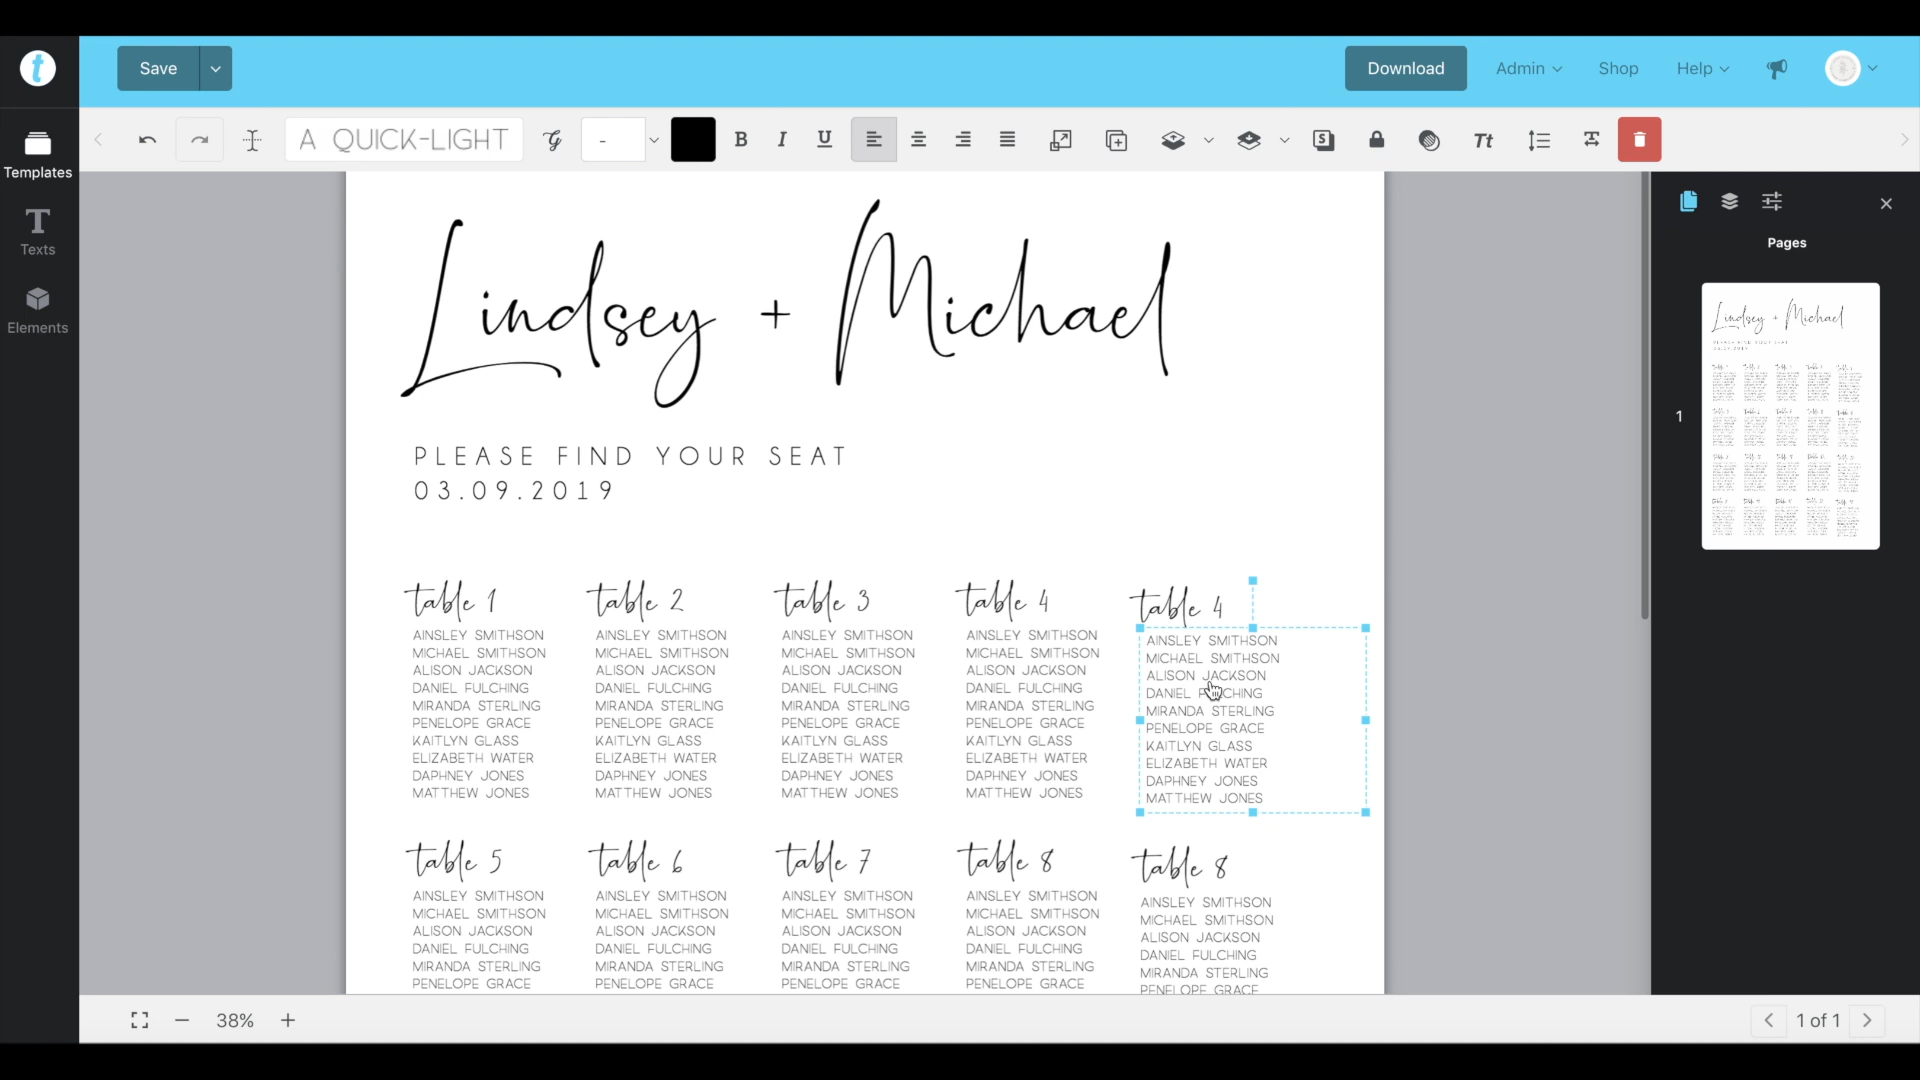 Save
Download
Admin
Shop
Help
A QUICK-LIGHT
-
B I U
S
Tt
Templates
Texts
Elements
Pages
1
Lindsey + Michael
PLEASE FIND YOUR SEAT
03.09.2019
table 1
AINSLEY SMITHSON
MICHAEL SMITHSON
ALISON JACKSON
DANIEL FULCHING
MIRANDA STERLING
PENELOPE GRACE
KAITLYN GLASS
ELIZABETH WATER
DAPHNEY JONES
MATTHEW JONES
table 2
AINSLEY SMITHSON
MICHAEL SMITHSON
ALISON JACKSON
DANIEL FULCHING
MIRANDA STERLING
PENELOPE GRACE
KAITLYN GLASS
ELIZABETH WATER
DAPHNEY JONES
MATTHEW JONES
table 3
AINSLEY SMITHSON
MICHAEL SMITHSON
ALISON JACKSON
DANIEL FULCHING
MIRANDA STERLING
PENELOPE GRACE
KAITLYN GLASS
ELIZABETH WATER
DAPHNEY JONES
MATTHEW JONES
table 4
AINSLEY SMITHSON
MICHAEL SMITHSON
ALISON JACKSON
DANIEL FULCHING
MIRANDA STERLING
PENELOPE GRACE
KAITLYN GLASS
ELIZABETH WATER
DAPHNEY JONES
MATTHEW JONES
table 4
AINSLEY SMITHSON
MICHAEL SMITHSON
ALISON JACKSON
DANIEL FULCHING
MIRANDA STERLING
PENELOPE GRACE
KAITLYN GLASS
ELIZABETH WATER
DAPHNEY JONES
MATTHEW JONES
table 5
AINSLEY SMITHSON
MICHAEL SMITHSON
ALISON JACKSON
DANIEL FULCHING
MIRANDA STERLING
PENELOPE GRACE
table 6
AINSLEY SMITHSON
MICHAEL SMITHSON
ALISON JACKSON
DANIEL FULCHING
MIRANDA STERLING
PENELOPE GRACE
table 7
AINSLEY SMITHSON
MICHAEL SMITHSON
ALISON JACKSON
DANIEL FULCHING
MIRANDA STERLING
PENELOPE GRACE
table 8
AINSLEY SMITHSON
MICHAEL SMITHSON
ALISON JACKSON
DANIEL FULCHING
MIRANDA STERLING
PENELOPE GRACE
table 8
AINSLEY SMITHSON
MICHAEL SMITHSON
ALISON JACKSON
DANIEL FULCHING
MIRANDA STERLING
PENELOPE GRACE
Lindsey + Michael
38%
1 of 1